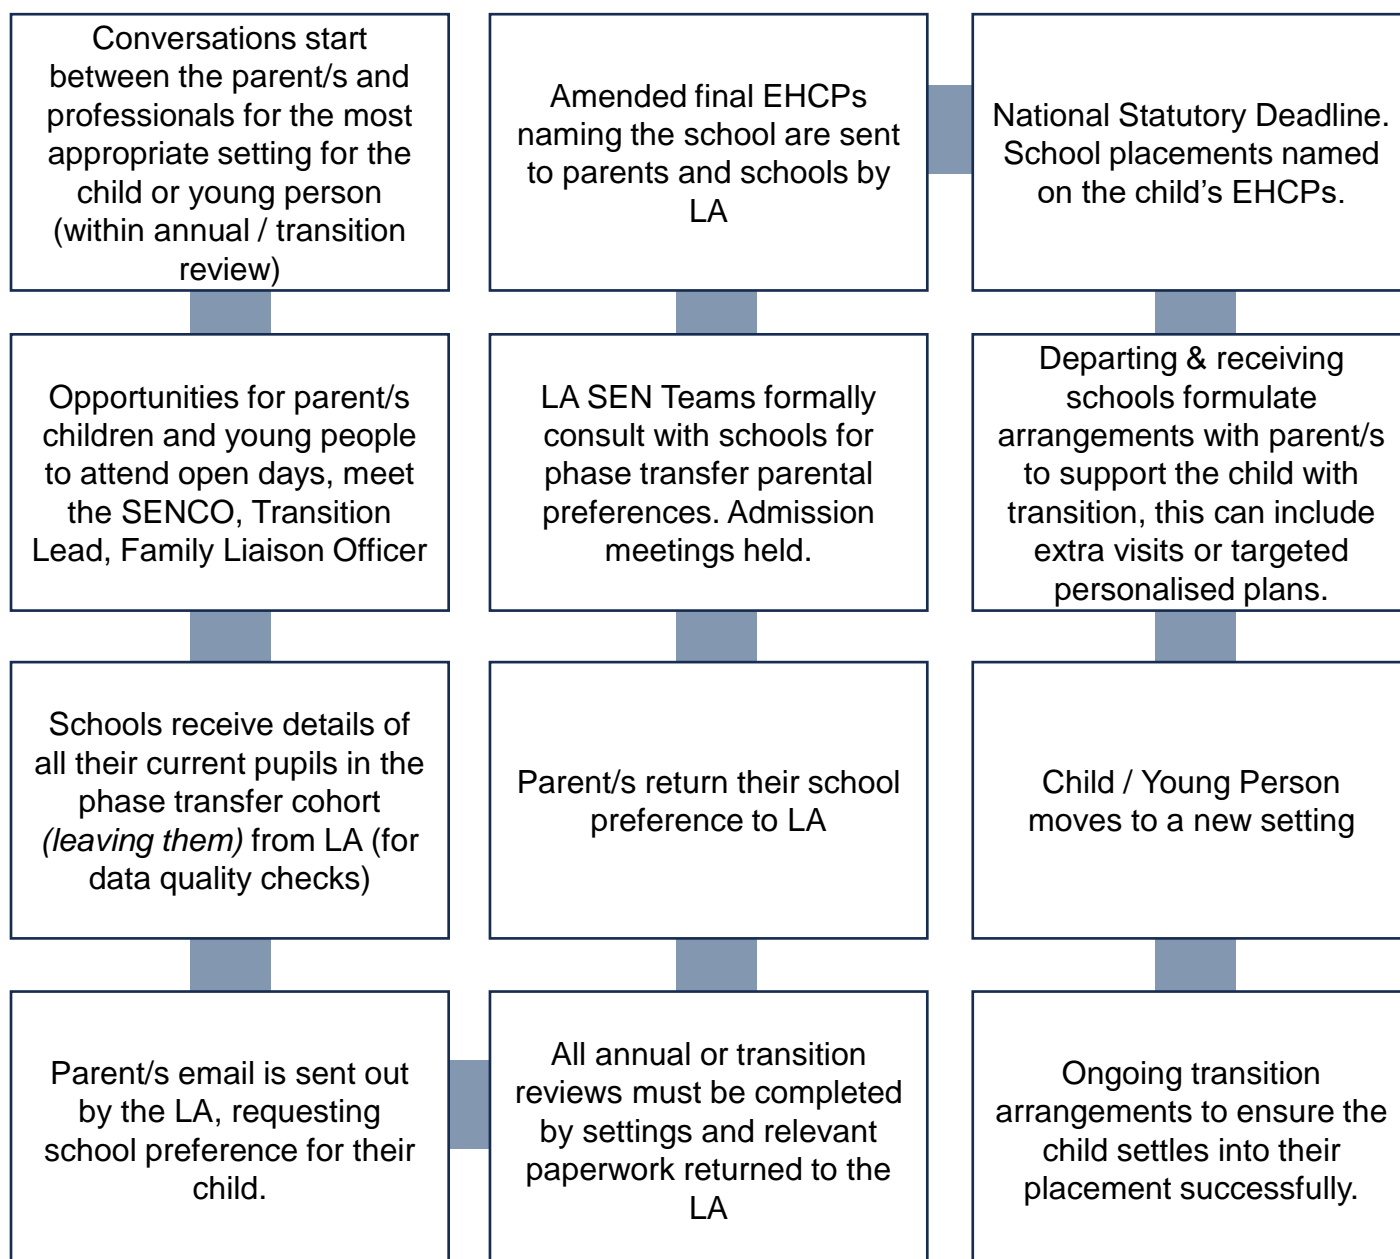 Conversations start
between the parent/s and
professionals for the most
appropriate setting for the
child or young person
(within annual / transition
review)
Opportunities for parent/s
children and young people
to attend open days, meet
the SENCO, Transition
Lead, Family Liaison Officer
Schools receive details of
all their current pupils in the
phase transfer cohort
(leaving them) from LA (for
data quality checks)
Parent/s email is sent out
by the LA, requesting
school preference for their
child.
All annual or transition
reviews must be completed
by settings and relevant
paperwork returned to the
LA
Parent/s return their school
preference to LA
LA SEN Teams formally
consult with schools for
phase transfer parental
preferences. Admission
meetings held.
Amended final EHCPs
naming the school are sent
to parents and schools by
LA
National Statutory Deadline.
School placements named
on the child’s EHCPs.
Departing & receiving
schools formulate
arrangements with parent/s
to support the child with
transition, this can include
extra visits or targeted
personalised plans.
Child / Young Person
moves to a new setting
Ongoing transition
arrangements to ensure the
child settles into their
placement successfully.